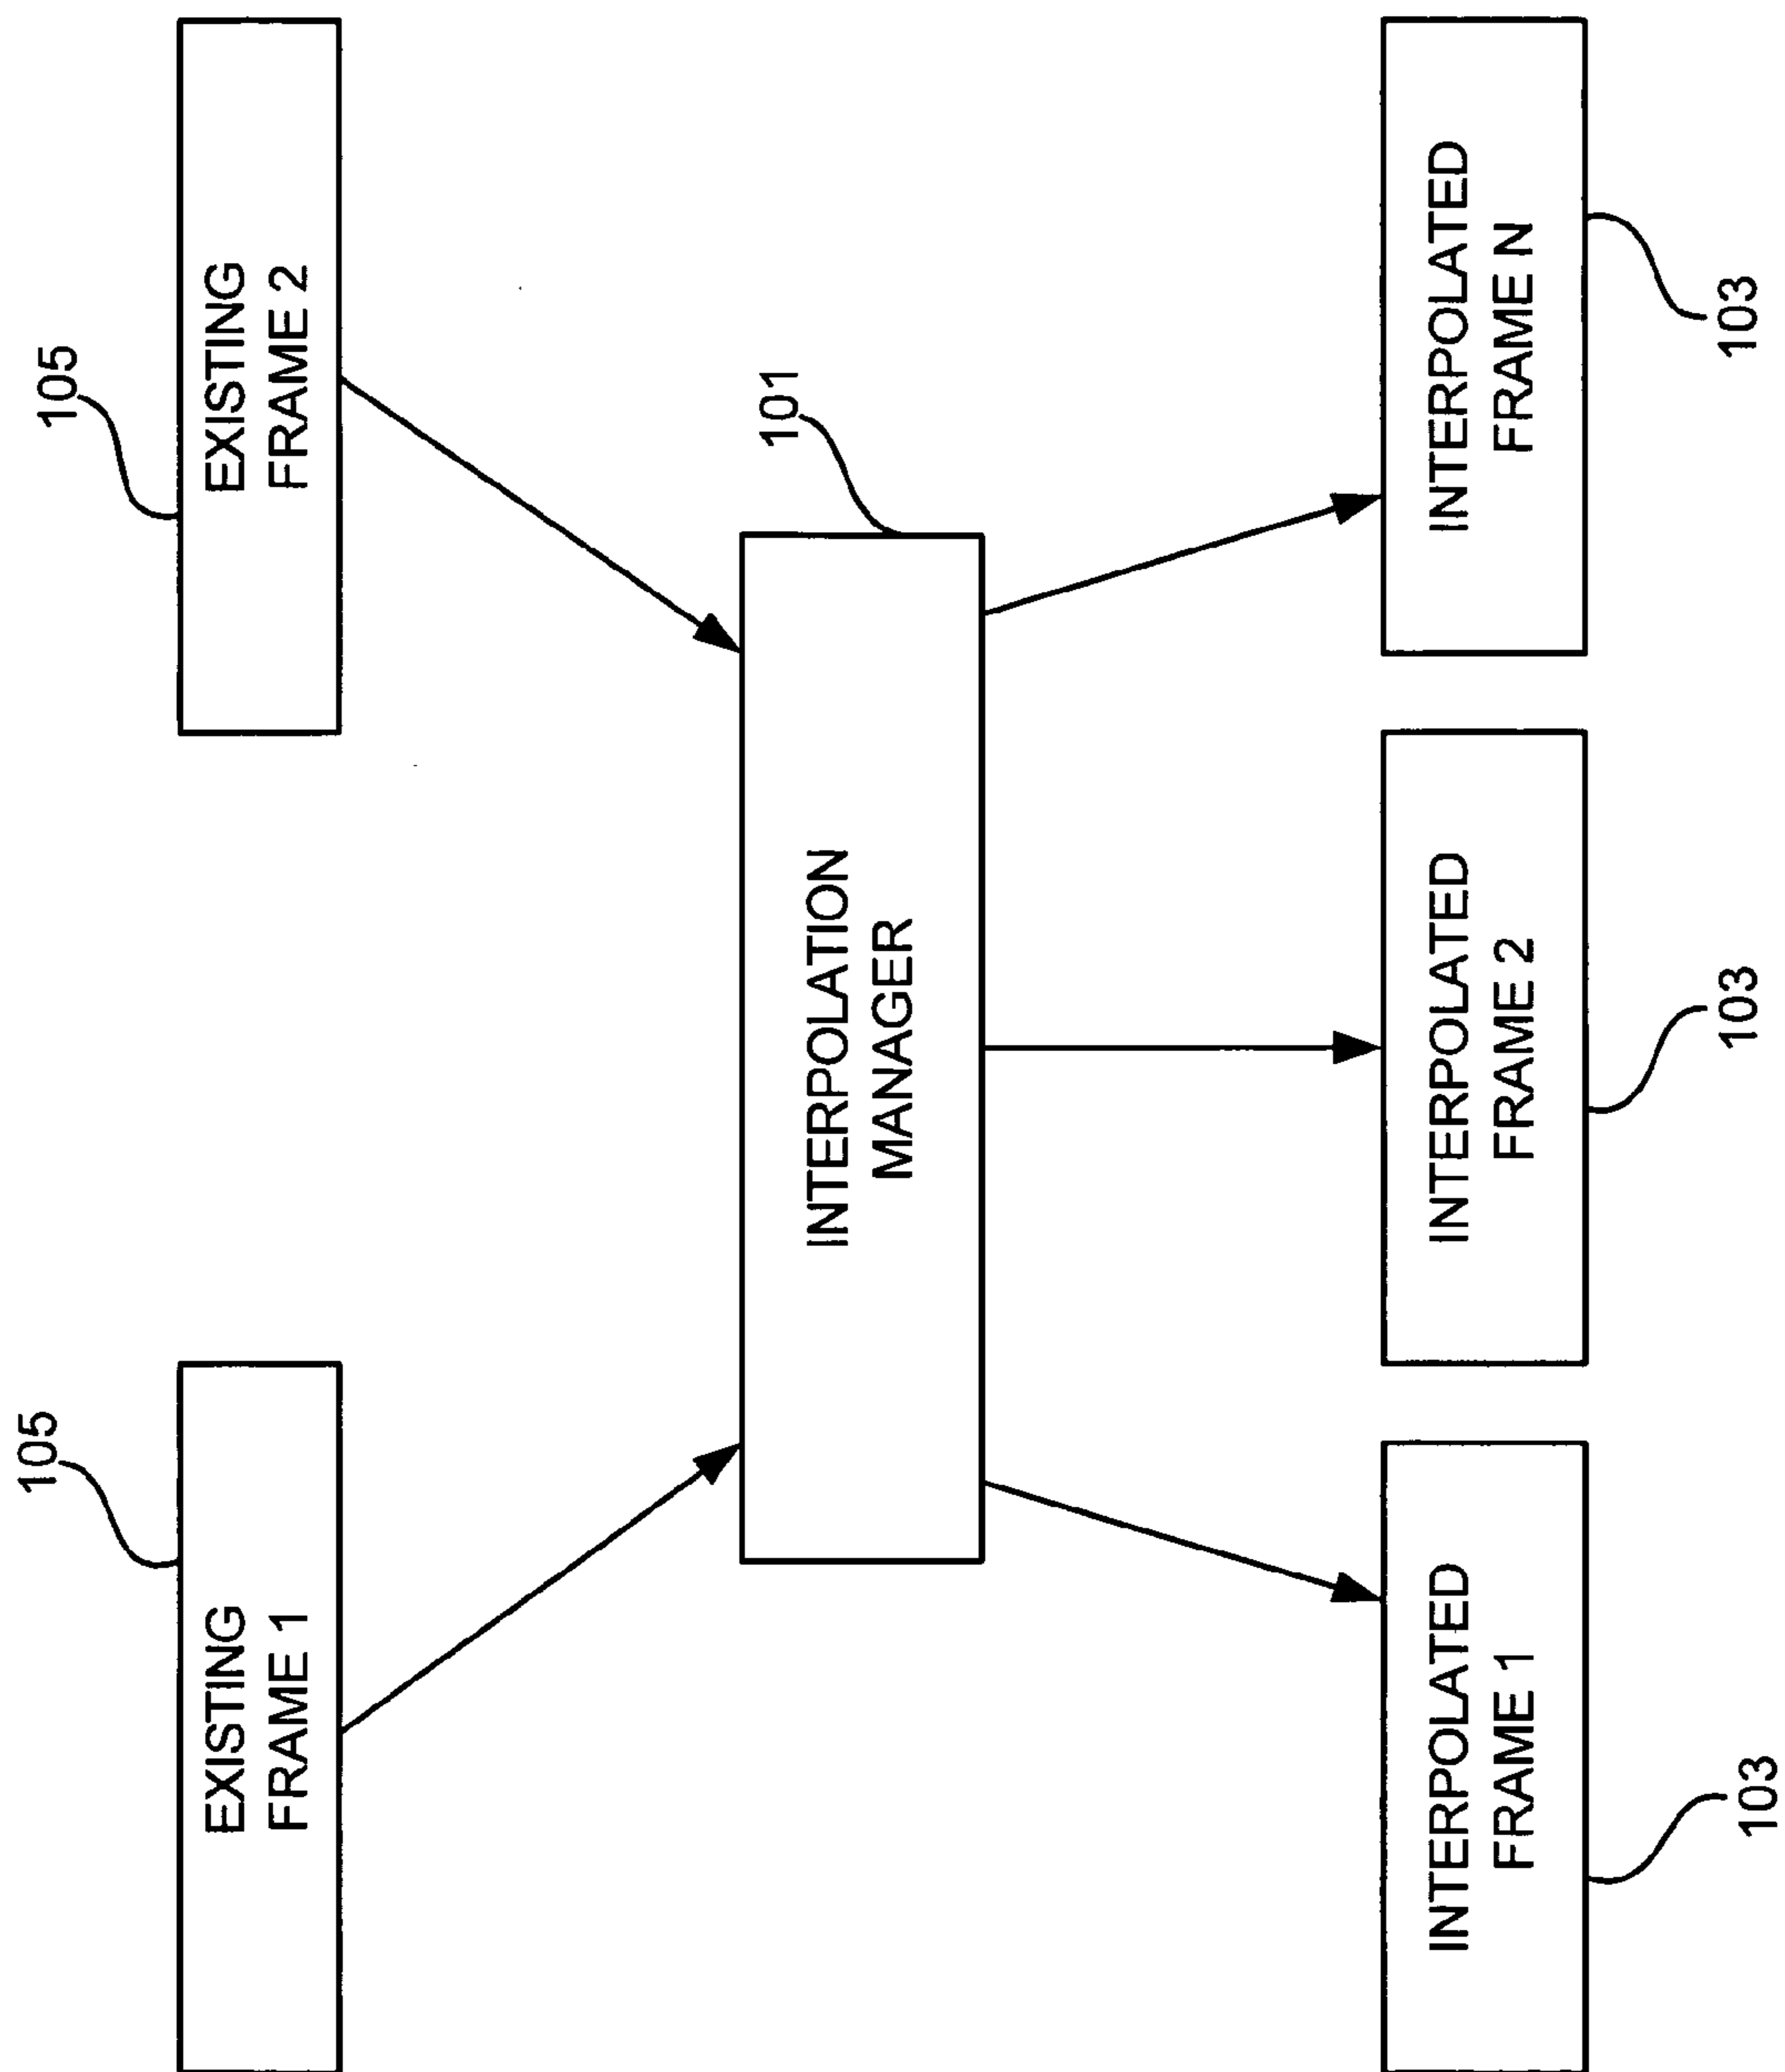 105
EXISTING
FRAME 1
105
EXISTING
FRAME 2
101
INTERPOLATION
MANAGER
INTERPOLATED
FRAME 1
103
INTERPOLATED
FRAME 2
103
INTERPOLATED
FRAME N
103